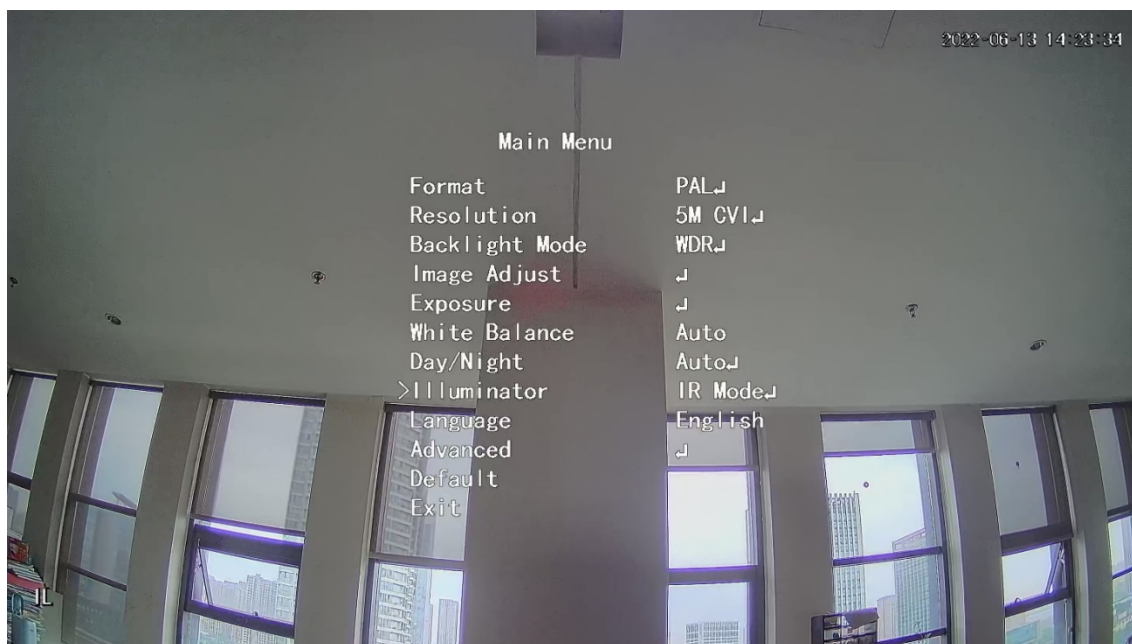 2022-06-13 14:23:34
Main Menu
Format PAL↵
Resolution 5M CVI↵
Backlight Mode WDR↵
Image Adjust ↵
Exposure ↵
White Balance Auto
Day/Night Auto↵
>Illuminator IR Mode↵
Language English
Advanced ↵
Default
Exit
IL